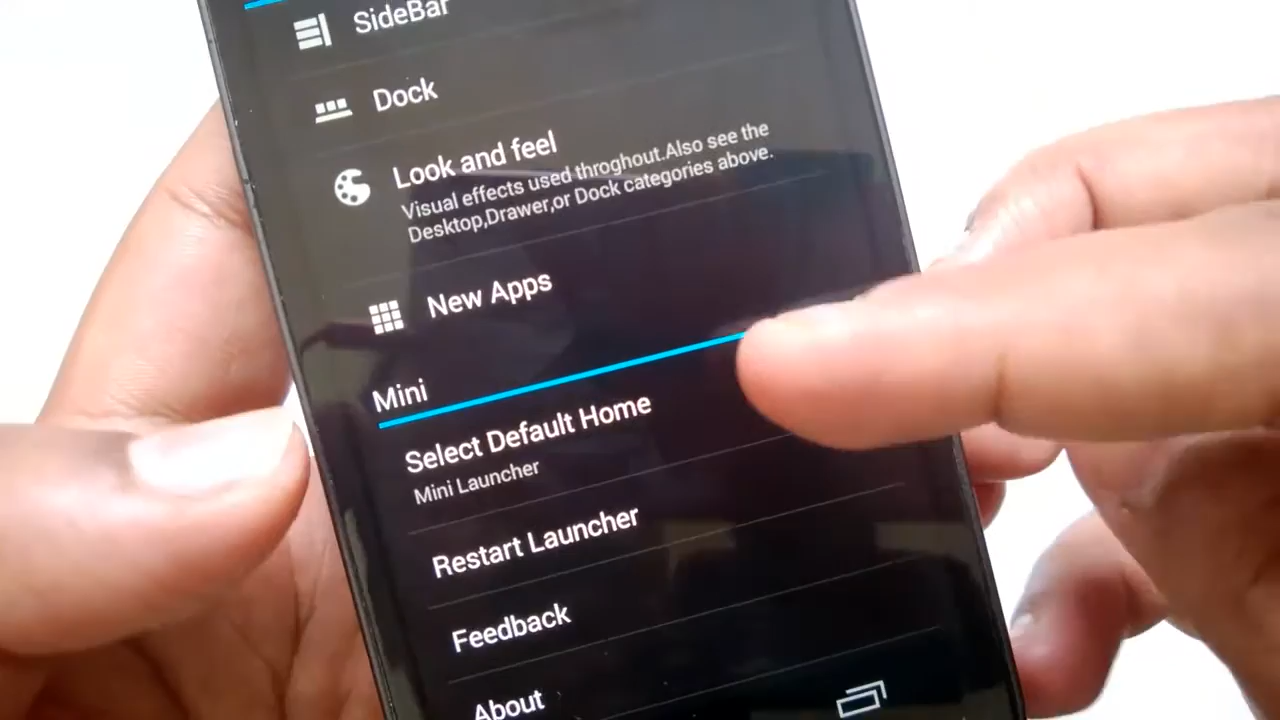 SideBar
Dock
Look and feel
Visual effects used throghout.Also see the
Desktop,Drawer,or Dock categories above.
New Apps
Mini
Select Default Home
Mini Launcher
Restart Launcher
Feedback
About